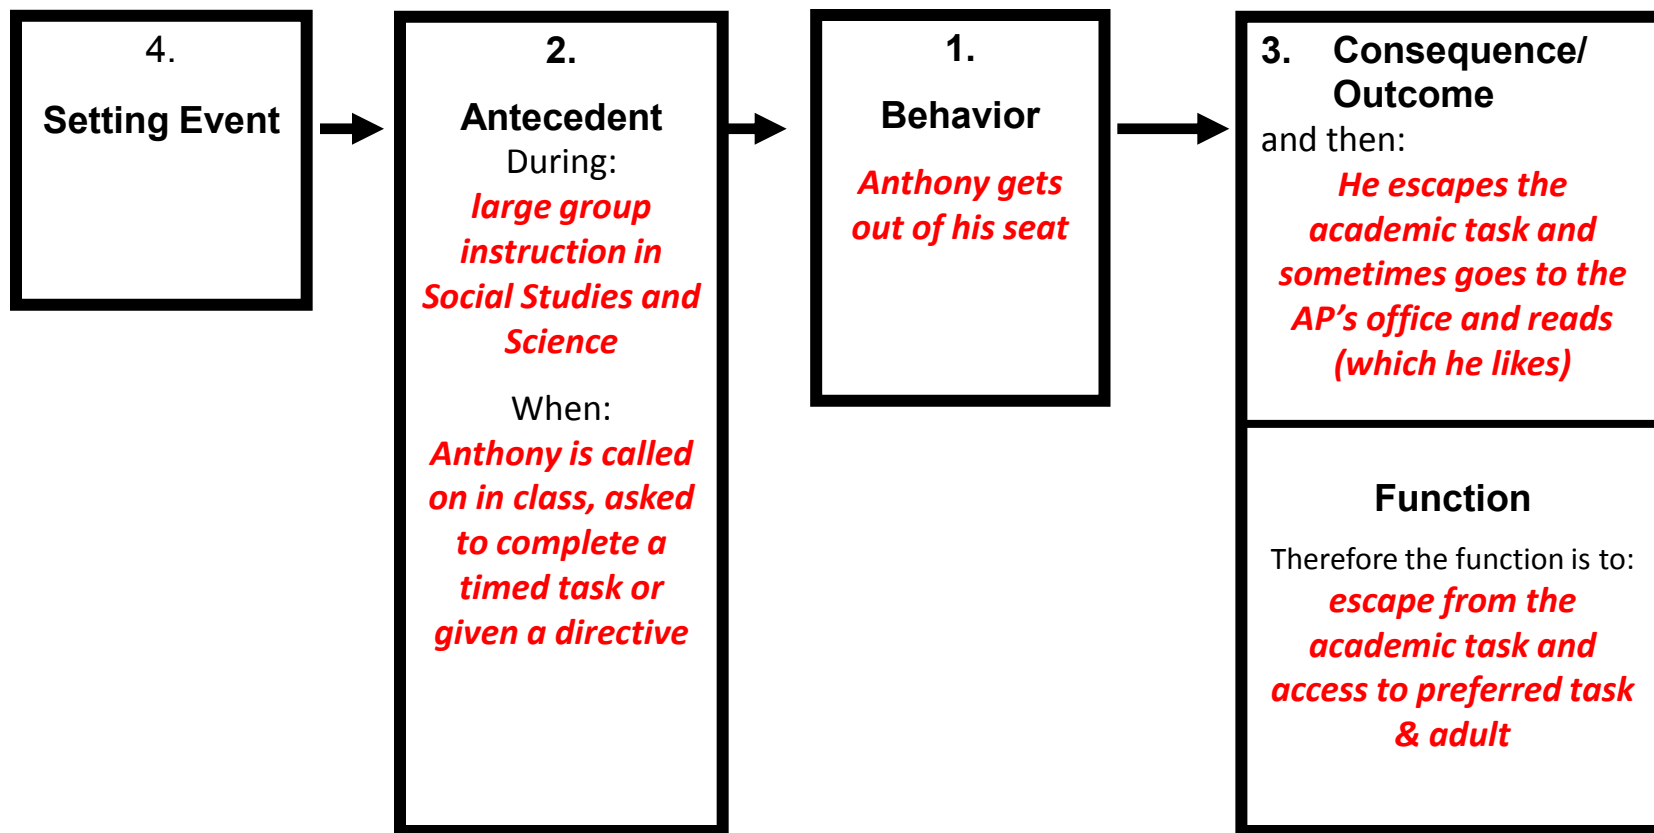 4.
Setting Event
2.
Antecedent
During:
large group
instruction in
Social Studies and
Science
When:
Anthony is called
on in class, asked
to complete a
timed task or
given a directive
1.
Behavior
Anthony gets
out of his seat
3. Consequence/
Outcome
and then:
He escapes the
academic task and
sometimes goes to the
AP’s office and reads
(which he likes)
Function
Therefore the function is to:
escape from the
academic task and
access to preferred task
& adult